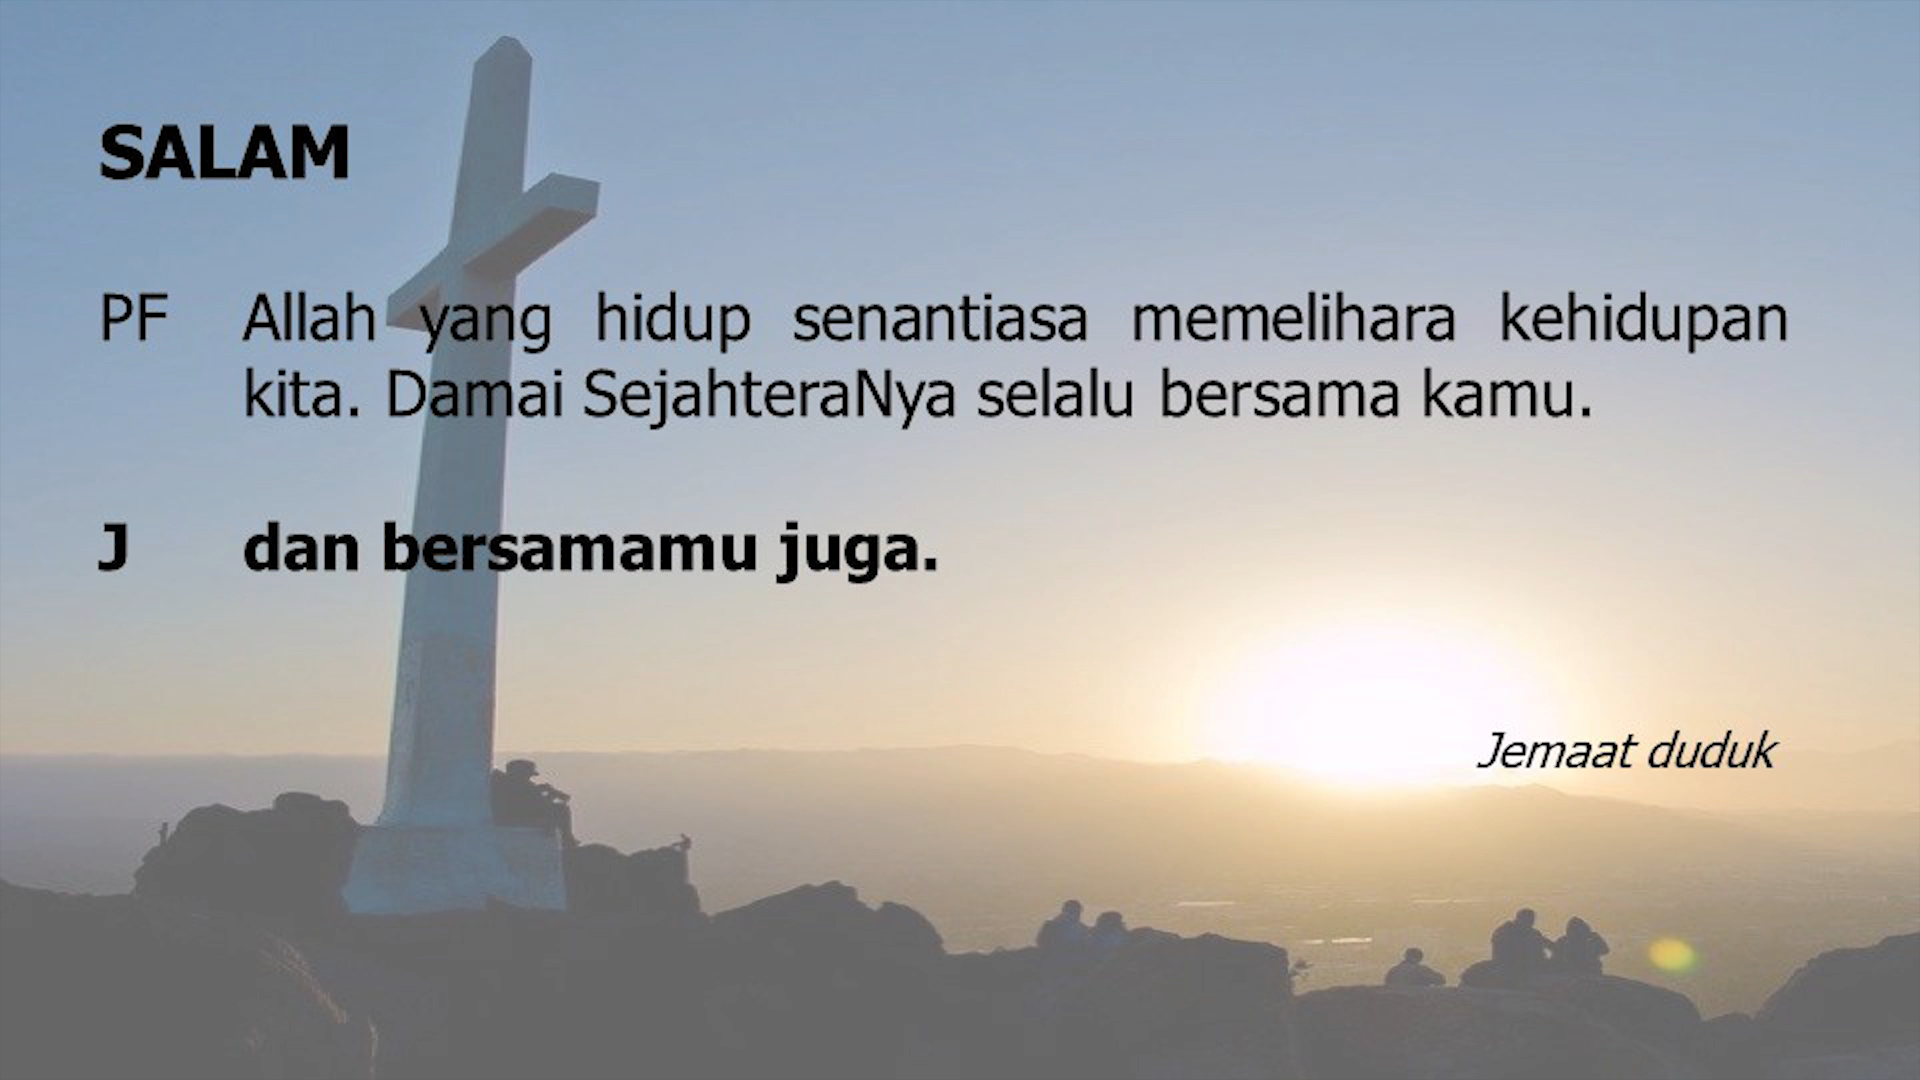 SALAM
PF Allah yang hidup senantiasa memelihara kehidupan
kita. Damai SejahteraNya selalu bersama kamu.
J dan bersamamu juga.
Jemaat duduk